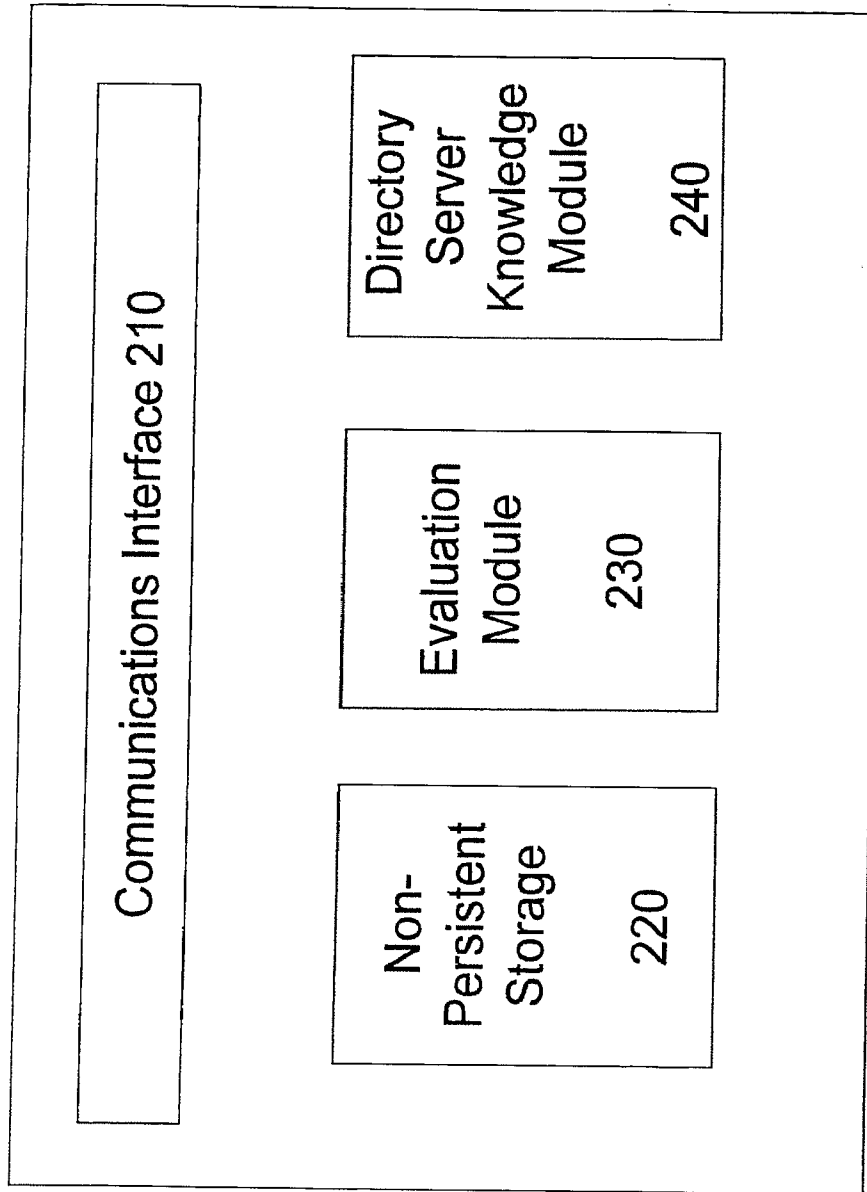 Communications Interface 210
Non-
Persistent
Storage
220
Evaluation
Module
230
Directory
Server
Knowledge
Module
240